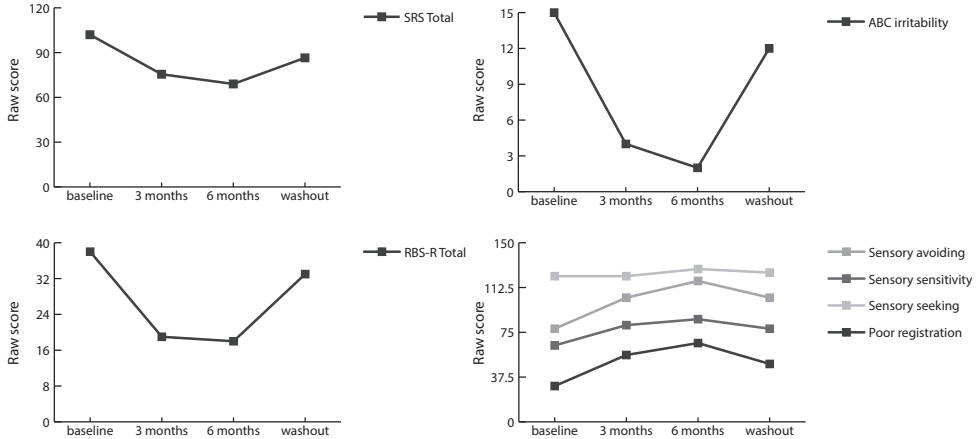 120
90
60
30
0
Raw score
baseline
3 months
6 months
washout
SRS Total
15
12
9
6
3
0
Raw score
baseline
3 months
6 months
washout
ABC irritability
40
32
24
16
8
0
Raw score
baseline
3 months
6 months
washout
RBS-R Total
150
112.5
75
37.5
0
Raw score
baseline
3 months
6 months
washout
Sensory avoiding
Sensory sensitivity
Sensory seeking
Poor registration